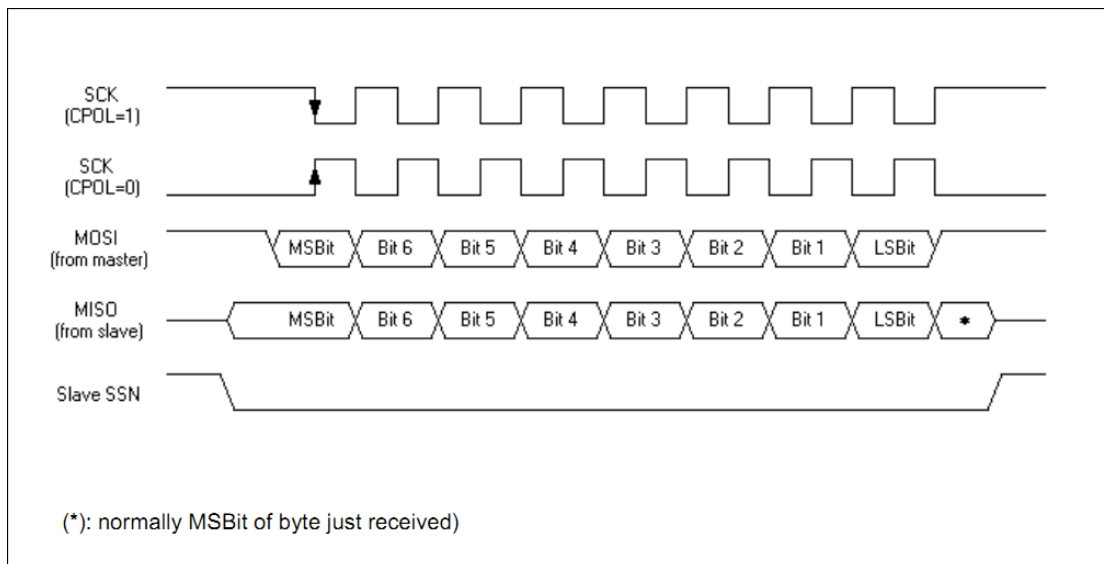 SCK
(CPOL=1)
SCK
(CPOL=0)
MOSI
(from master)
MSBit Bit 6 Bit 5 Bit 4 Bit 3 Bit 2 Bit 1 LSBit
MISO
(from slave)
MSBit Bit 6 Bit 5 Bit 4 Bit 3 Bit 2 Bit 1 LSBit *
Slave SSN
(*): normally MSBit of byte just received)